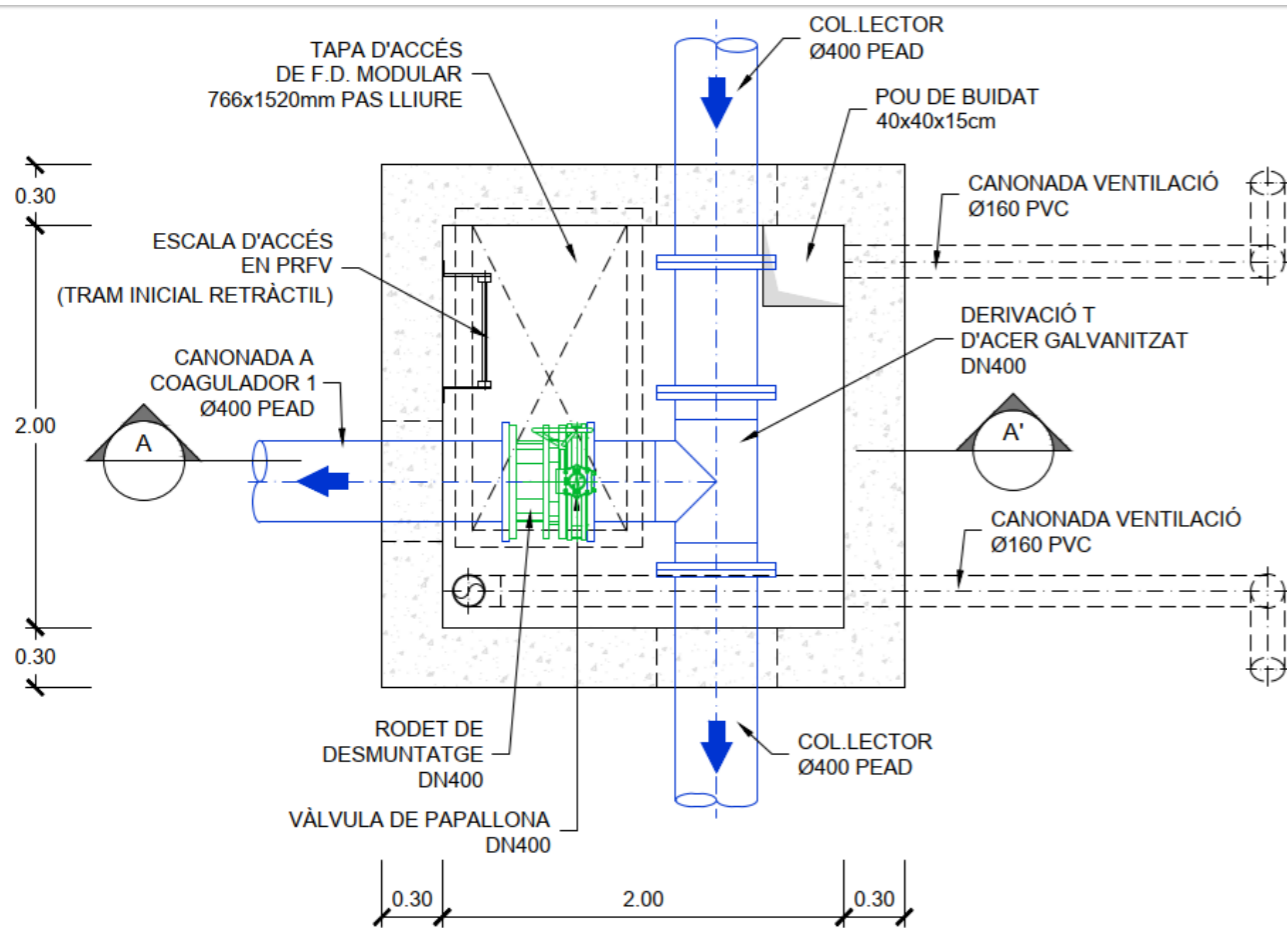 COL.LECTOR
Ø400 PEAD
TAPA D'ACCÉS
DE F.D. MODULAR
766x1520mm PAS LLIURE
POU DE BUIDAT
40x40x15cm
CANONADA VENTILACIÓ
Ø160 PVC
0.30
ESCALA D'ACCÉS
EN PRFV
(TRAM INICIAL RETRÀCTIL)
DERIVACIÓ T
D'ACER GALVANITZAT
DN400
CANONADA A
COAGULADOR 1
Ø400 PEAD
2.00
A
A'
CANONADA VENTILACIÓ
Ø160 PVC
0.30
RODET DE
DESMUNTATGE
DN400
COL.LECTOR
Ø400 PEAD
VÀLVULA DE PAPALLONA
DN400
0.30
2.00
0.30